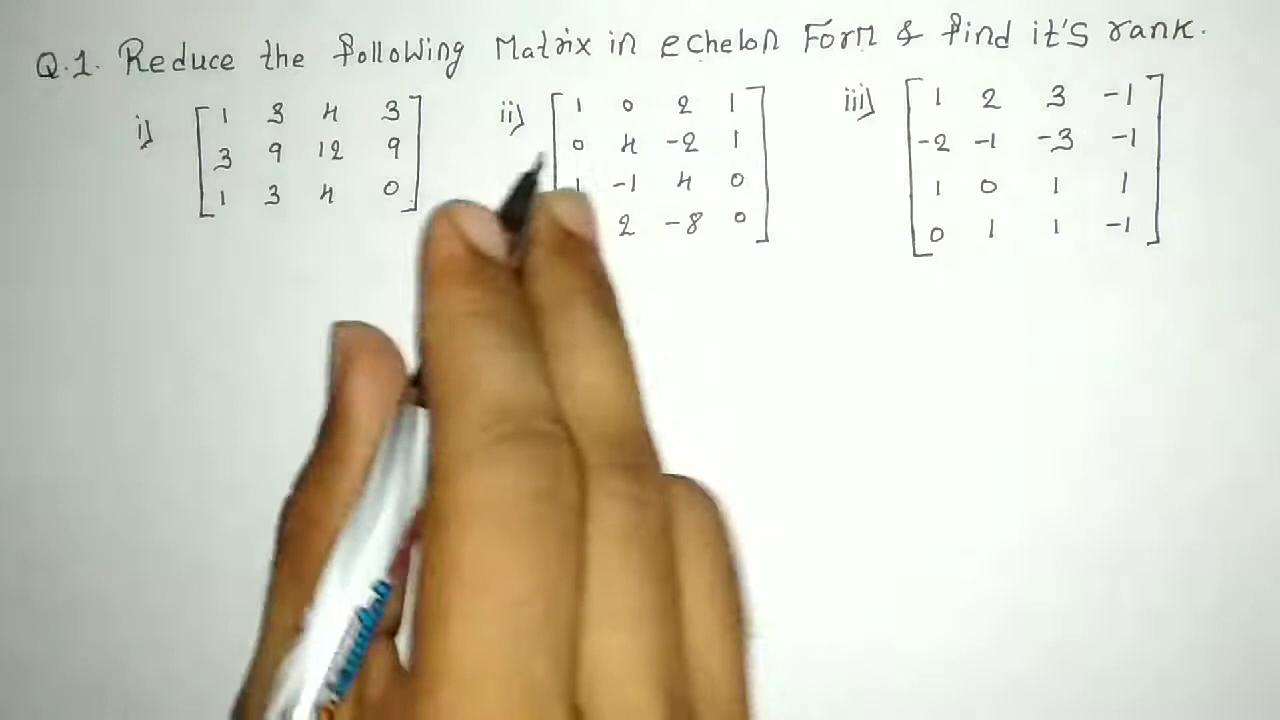 Q.1. Reduce the following Matrix in echelon Form & find it's rank.
i) [ 1 3 4 3 ] ii) [ 1 0 2 1 ] iii) [ 1 2 3 -1 ]
3 9 12 9 0 4 -2 1 -2 -1 -3 -1
1 3 4 0 1 -1 4 0 1 0 1 1
2 -8 0 0 1 1 -1